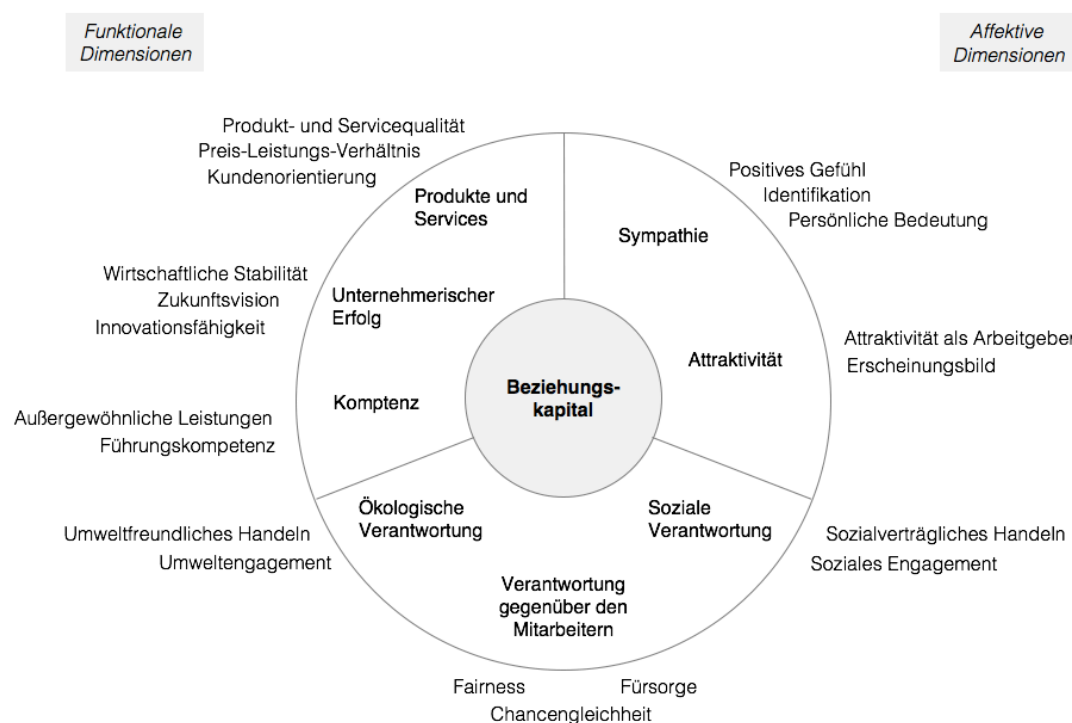 Funktionale
Dimensionen
Affektive
Dimensionen
Produkt- und Servicequalität
Preis-Leistungs-Verhältnis
Kundenorientierung
Produkte und
Services
Positives Gefühl
Identifikation
Persönliche Bedeutung
Sympathie
Wirtschaftliche Stabilität
Zukunftsvision
Innovationsfähigkeit
Unternehmerischer
Erfolg
Attraktivität als Arbeitgeber
Erscheinungsbild
Attraktivität
Beziehungs-
kapital
Komptenz
Außergewöhnliche Leistungen
Führungskompetenz
Ökologische
Verantwortung
Soziale
Verantwortung
Umweltfreundliches Handeln
Umweltengagement
Sozialverträgliches Handeln
Soziales Engagement
Verantwortung
gegenüber den
Mitarbeitern
Fairness
Fürsorge
Chancengleichheit